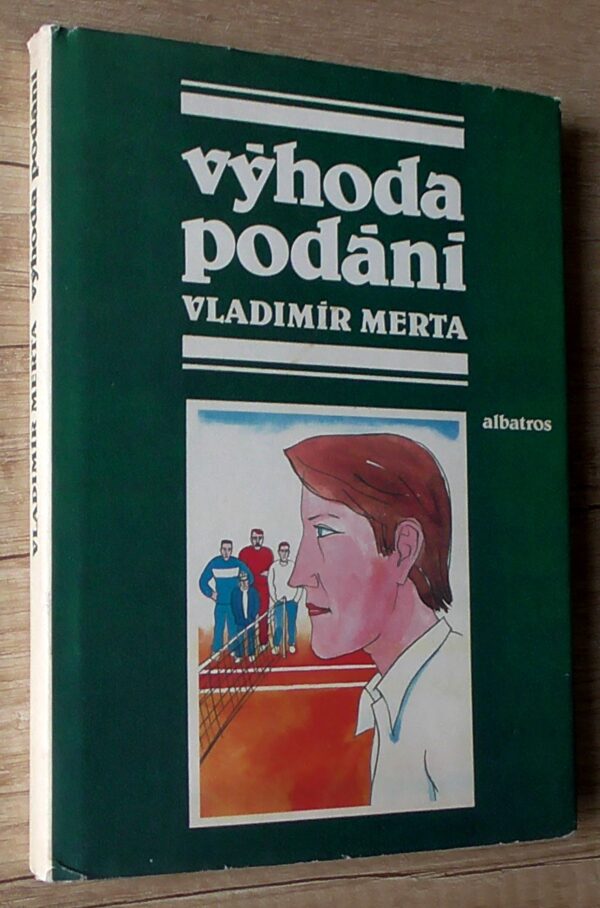 výhoda
podání
VLADIMÍR MERTA
albatros
VLADIMÍR MERTA výhoda podání